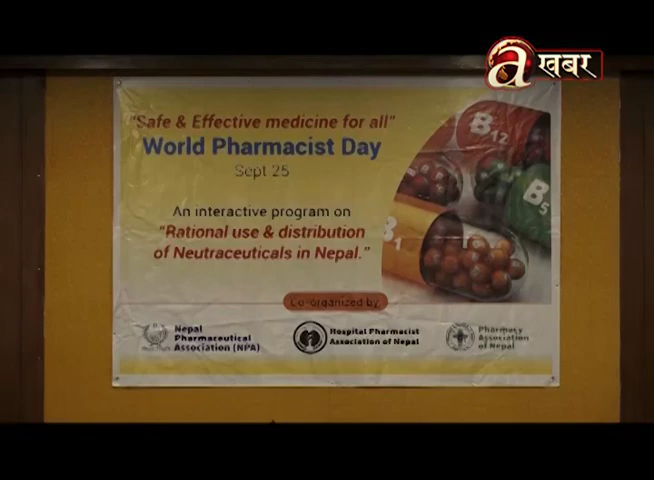 a खबर
"Safe & Effective medicine for all"
World Pharmacist Day
Sept 25
An interactive program on
"Rational use & distribution
of Neutraceuticals in Nepal."
B12
B5
B1
Co-organized by
Nepal
Pharmaceutical
Association (NPA)
Hospital Pharmacist
Association of Nepal
Pharmacy
Association
of Nepal